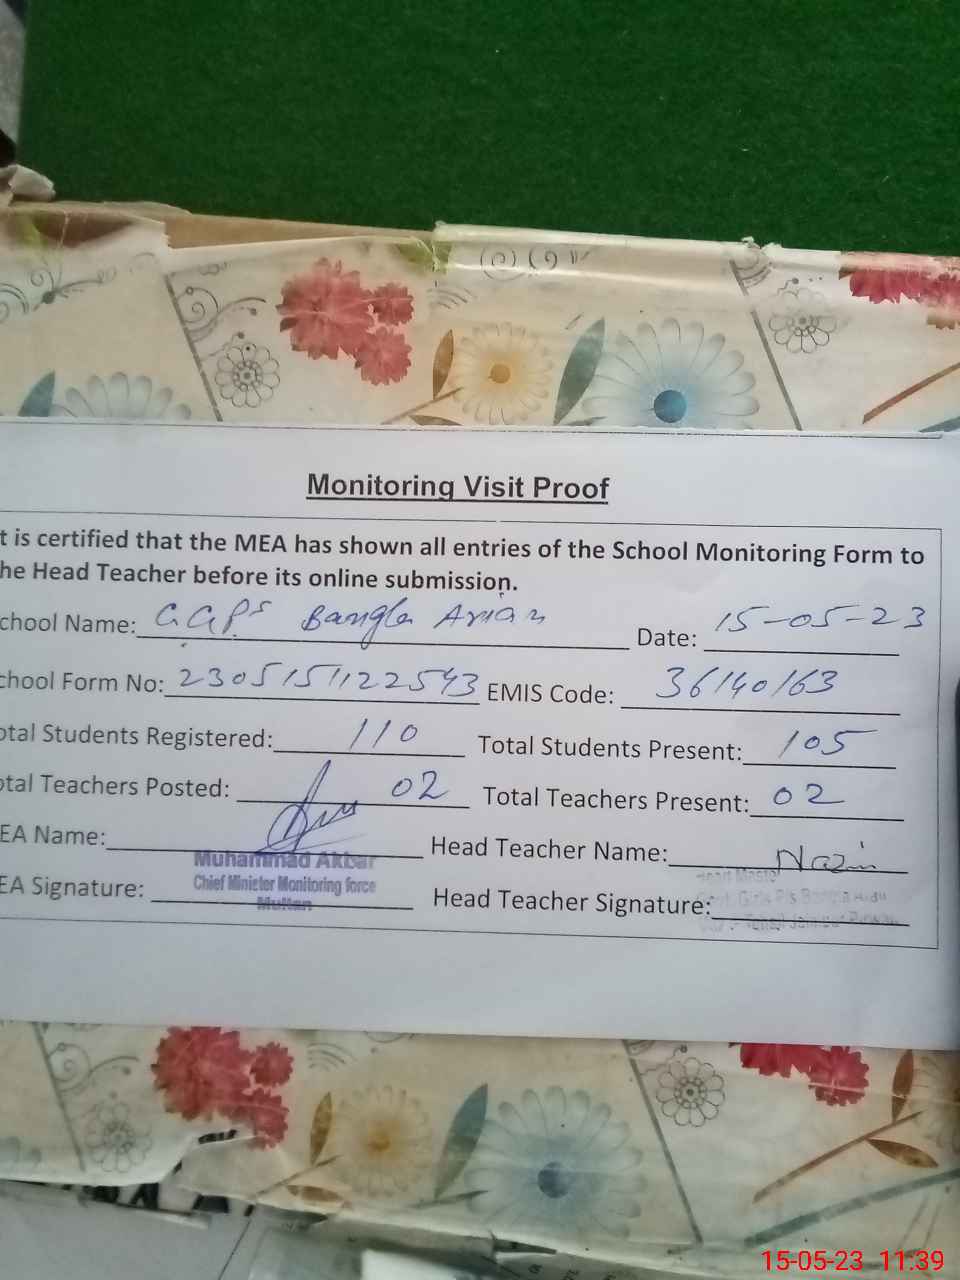 Monitoring Visit Proof
t is certified that the MEA has shown all entries of the School Monitoring Form to
he Head Teacher before its online submission.
chool Name: GGPS Bangla Arian Date: 15-05-23
chool Form No: 2305151122543 EMIS Code: 36140163
otal Students Registered: 110 Total Students Present: 105
otal Teachers Posted: 02 Total Teachers Present: 02
EA Name: Head Teacher Name: Nazir
Muhammad Akbar
Chief Minister Monitoring force
Multan
EA Signature: Head Teacher Signature:
15-05-23 11:39